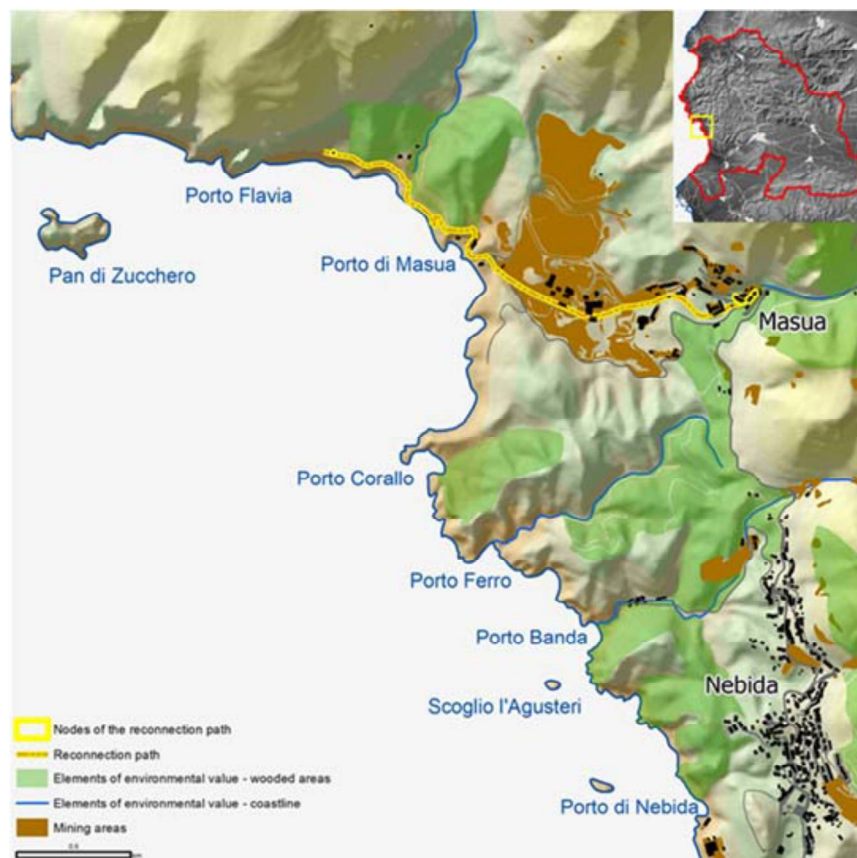 Porto Flavia
Pan di Zucchero
Porto di Masua
Masua
Porto Corallo
Porto Ferro
Porto Banda
Nebida
Scoglio l'Agusteri
Porto di Nebida
Nodes of the reconnection path
Reconnection path
Elements of environmental value - wooded areas
Elements of environmental value - coastline
Mining areas